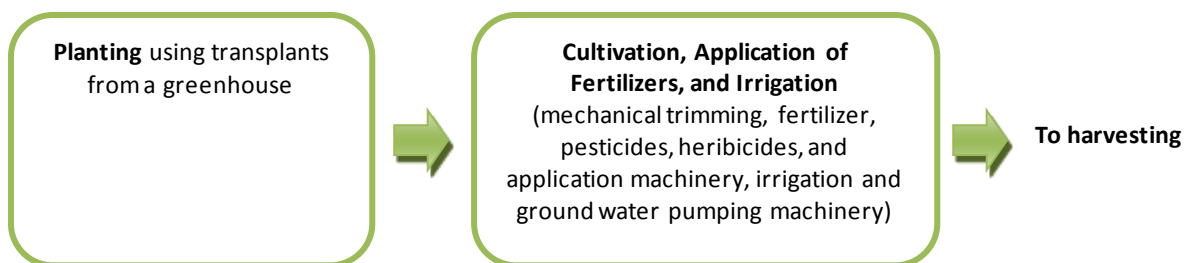 Planting using transplants
from a greenhouse
Cultivation, Application of
Fertilizers, and Irrigation
(mechanical trimming, fertilizer,
pesticides, heribicides, and
application machinery, irrigation and
ground water pumping machinery)
To harvesting